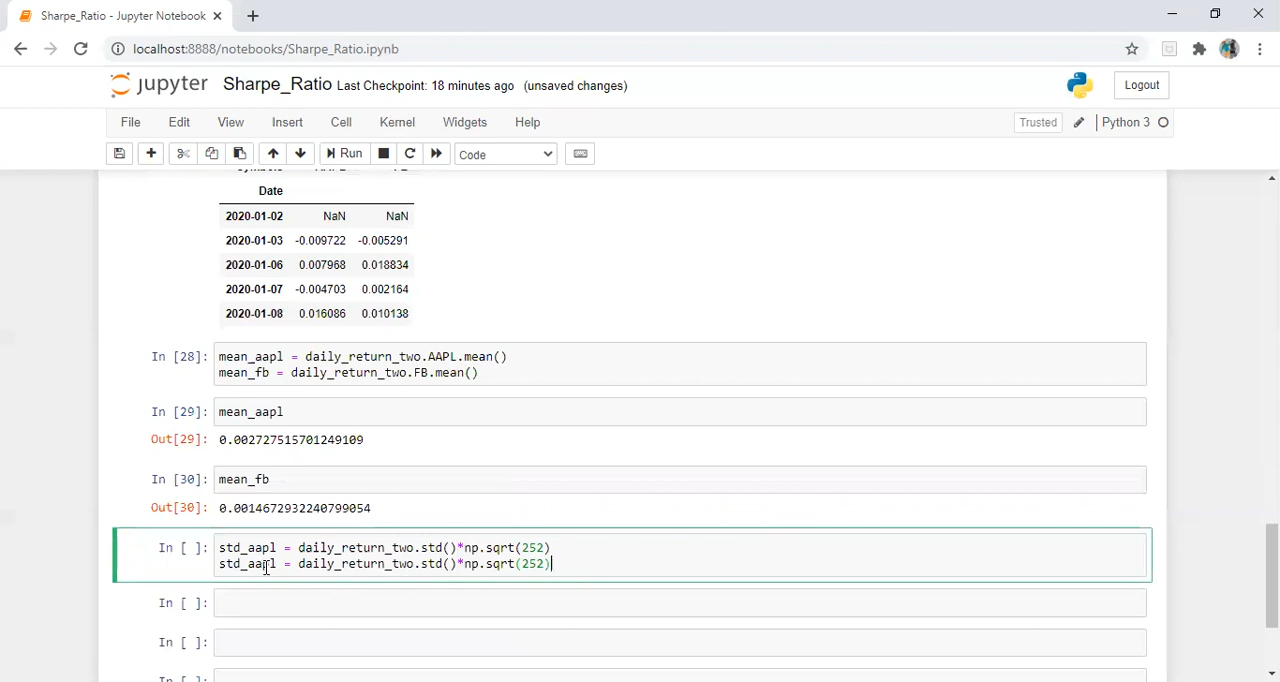 Sharpe_Ratio - Jupyter Notebook
localhost:8888/notebooks/Sharpe_Ratio.ipynb
jupyter Sharpe_Ratio Last Checkpoint: 18 minutes ago (unsaved changes) Logout
File Edit View Insert Cell Kernel Widgets Help Trusted Python 3
Run Code
Date
2020-01-02 NaN NaN
2020-01-03 -0.009722 -0.005291
2020-01-06 0.007968 0.018834
2020-01-07 -0.004703 0.002164
2020-01-08 0.016086 0.010138
In [28]: mean_aapl = daily_return_two.AAPL.mean()
mean_fb = daily_return_two.FB.mean()
In [29]: mean_aapl
Out[29]: 0.002727515701249109
In [30]: mean_fb
Out[30]: 0.0014672932240799054
In [ ]: std_aapl = daily_return_two.std()*np.sqrt(252)
std_aapl = daily_return_two.std()*np.sqrt(252)
In [ ]:
In [ ]: